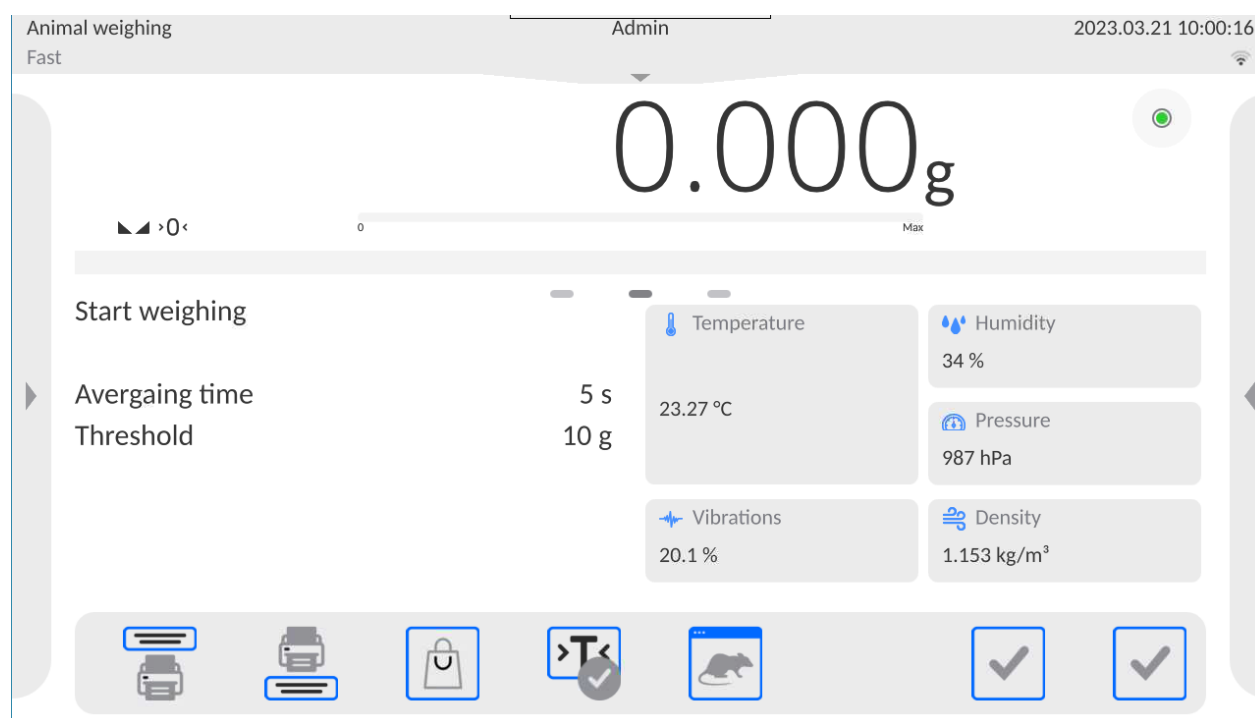 Animal weighing
Admin
2023.03.21 10:00:16
Fast
0.000 g
>0<
0
Max
Start weighing
Temperature
23.27 °C
Humidity
34 %
Avergaing time 5 s
Threshold 10 g
Pressure
987 hPa
Vibrations
20.1 %
Density
1.153 kg/m³
>T<